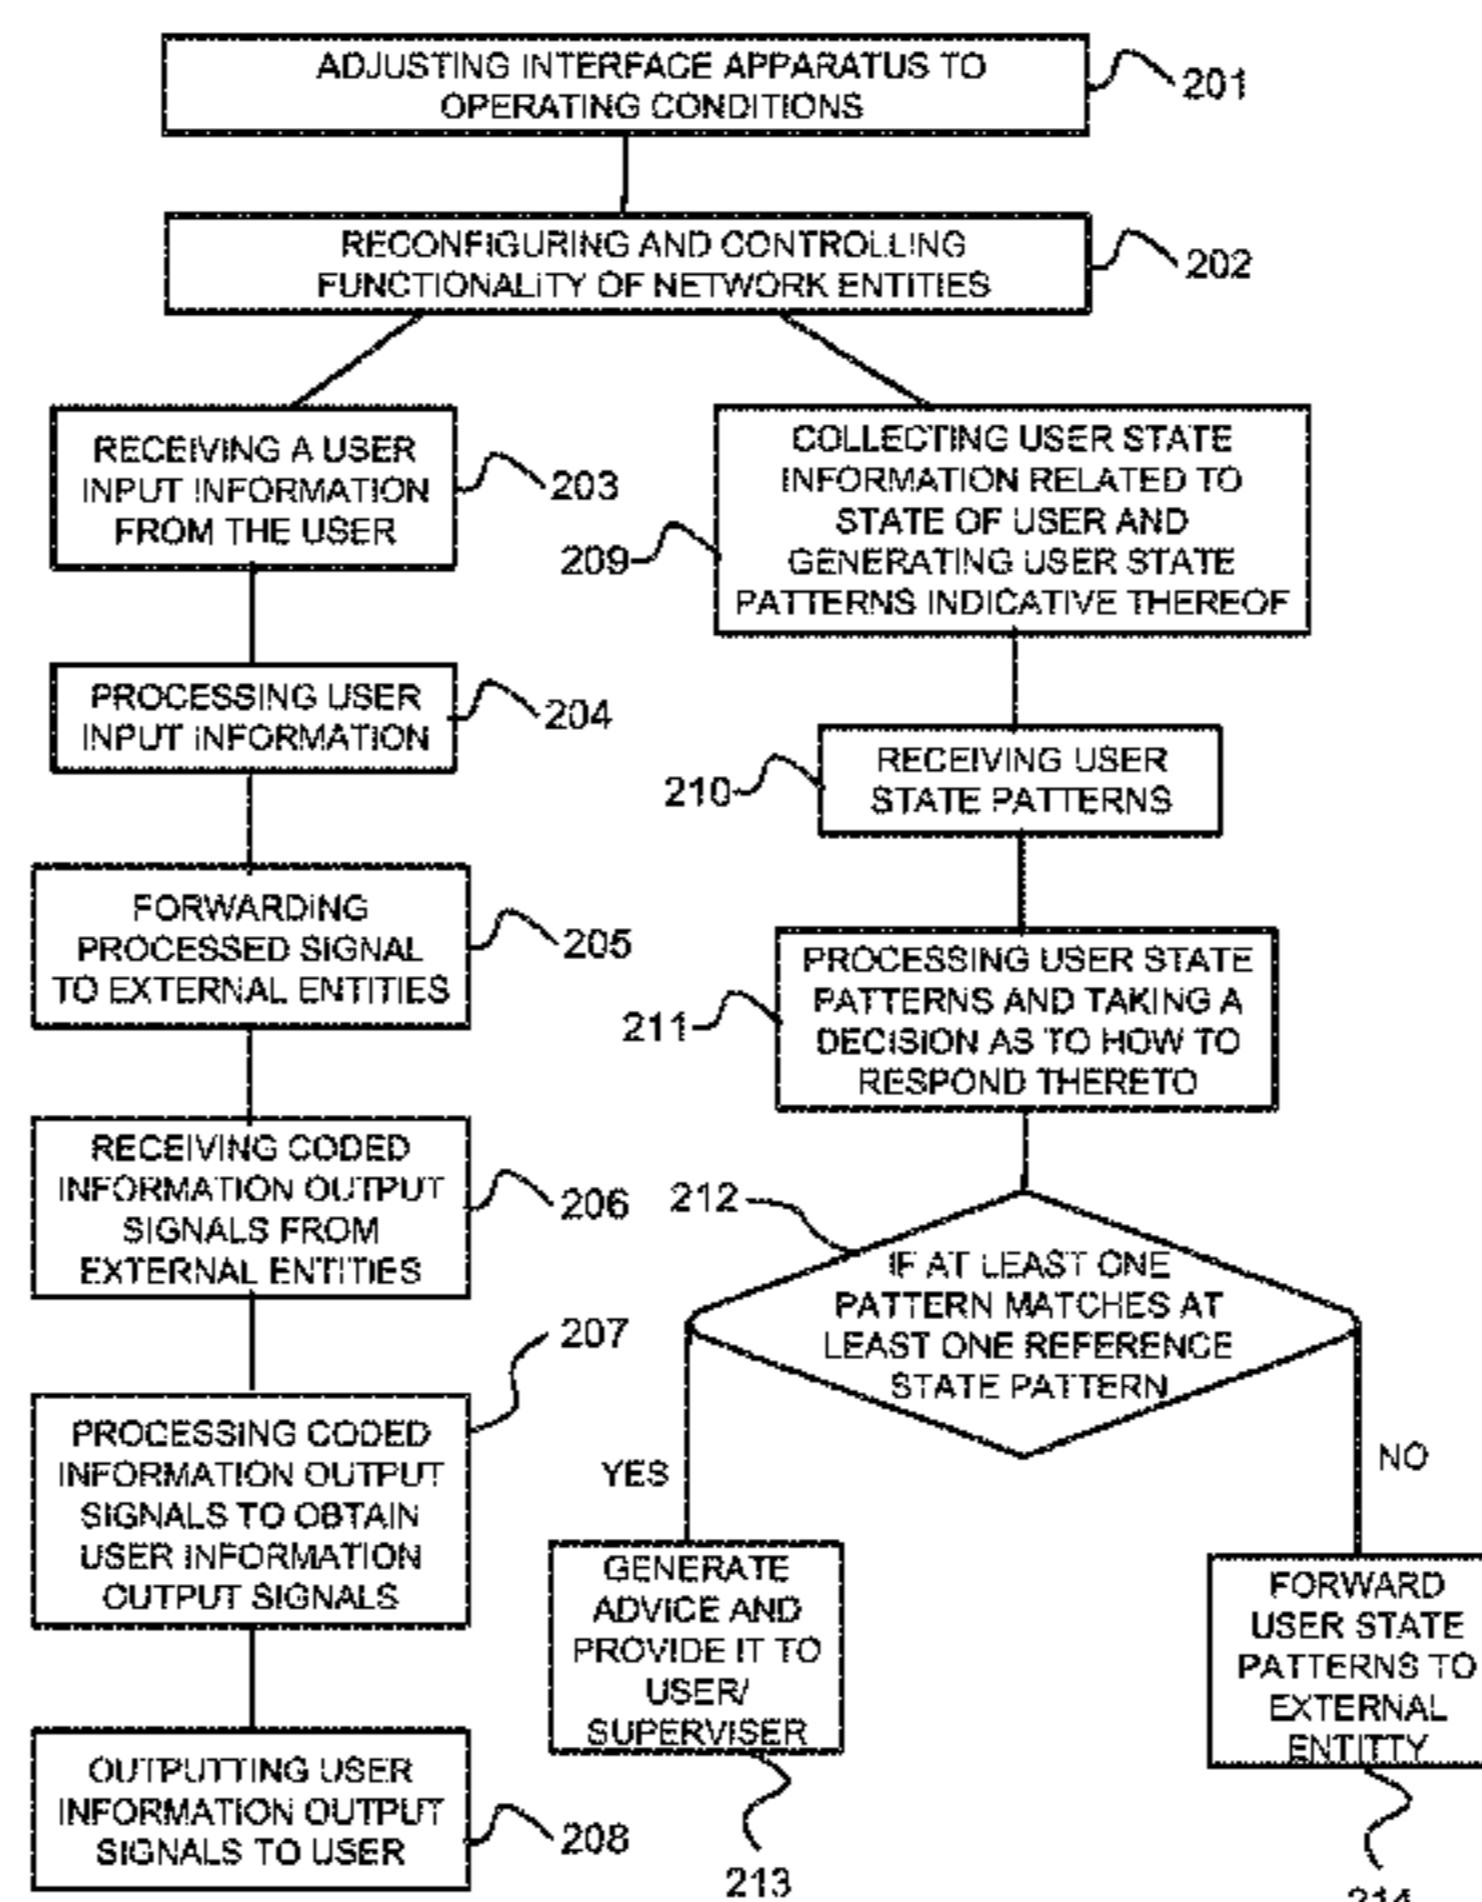 ADJUSTING INTERFACE APPARATUS TO
OPERATING CONDITIONS
201
RECONFIGURING AND CONTROLLING
FUNCTIONALITY OF NETWORK ENTITIES
202
RECEIVING A USER
INPUT INFORMATION
FROM THE USER
203
PROCESSING USER
INPUT INFORMATION
204
FORWARDING
PROCESSED SIGNAL
TO EXTERNAL ENTITIES
205
RECEIVING CODED
INFORMATION OUTPUT
SIGNALS FROM
EXTERNAL ENTITIES
206
207
PROCESSING CODED
INFORMATION OUTPUT
SIGNALS TO OBTAIN
USER INFORMATION
OUTPUT SIGNALS
OUTPUTTING USER
INFORMATION OUTPUT
SIGNALS TO USER
208
COLLECTING USER STATE
INFORMATION RELATED TO
STATE OF USER AND
GENERATING USER STATE
PATTERNS INDICATIVE THEREOF
209
RECEIVING USER
STATE PATTERNS
210
PROCESSING USER STATE
PATTERNS AND TAKING A
DECISION AS TO HOW TO
RESPOND THERETO
211
212
IF AT LEAST ONE
PATTERN MATCHES AT
LEAST ONE REFERENCE
STATE PATTERN
YES
NO
GENERATE
ADVICE AND
PROVIDE IT TO
USER/
SUPERVISER
213
FORWARD
USER STATE
PATTERNS TO
EXTERNAL
ENTITTY
214